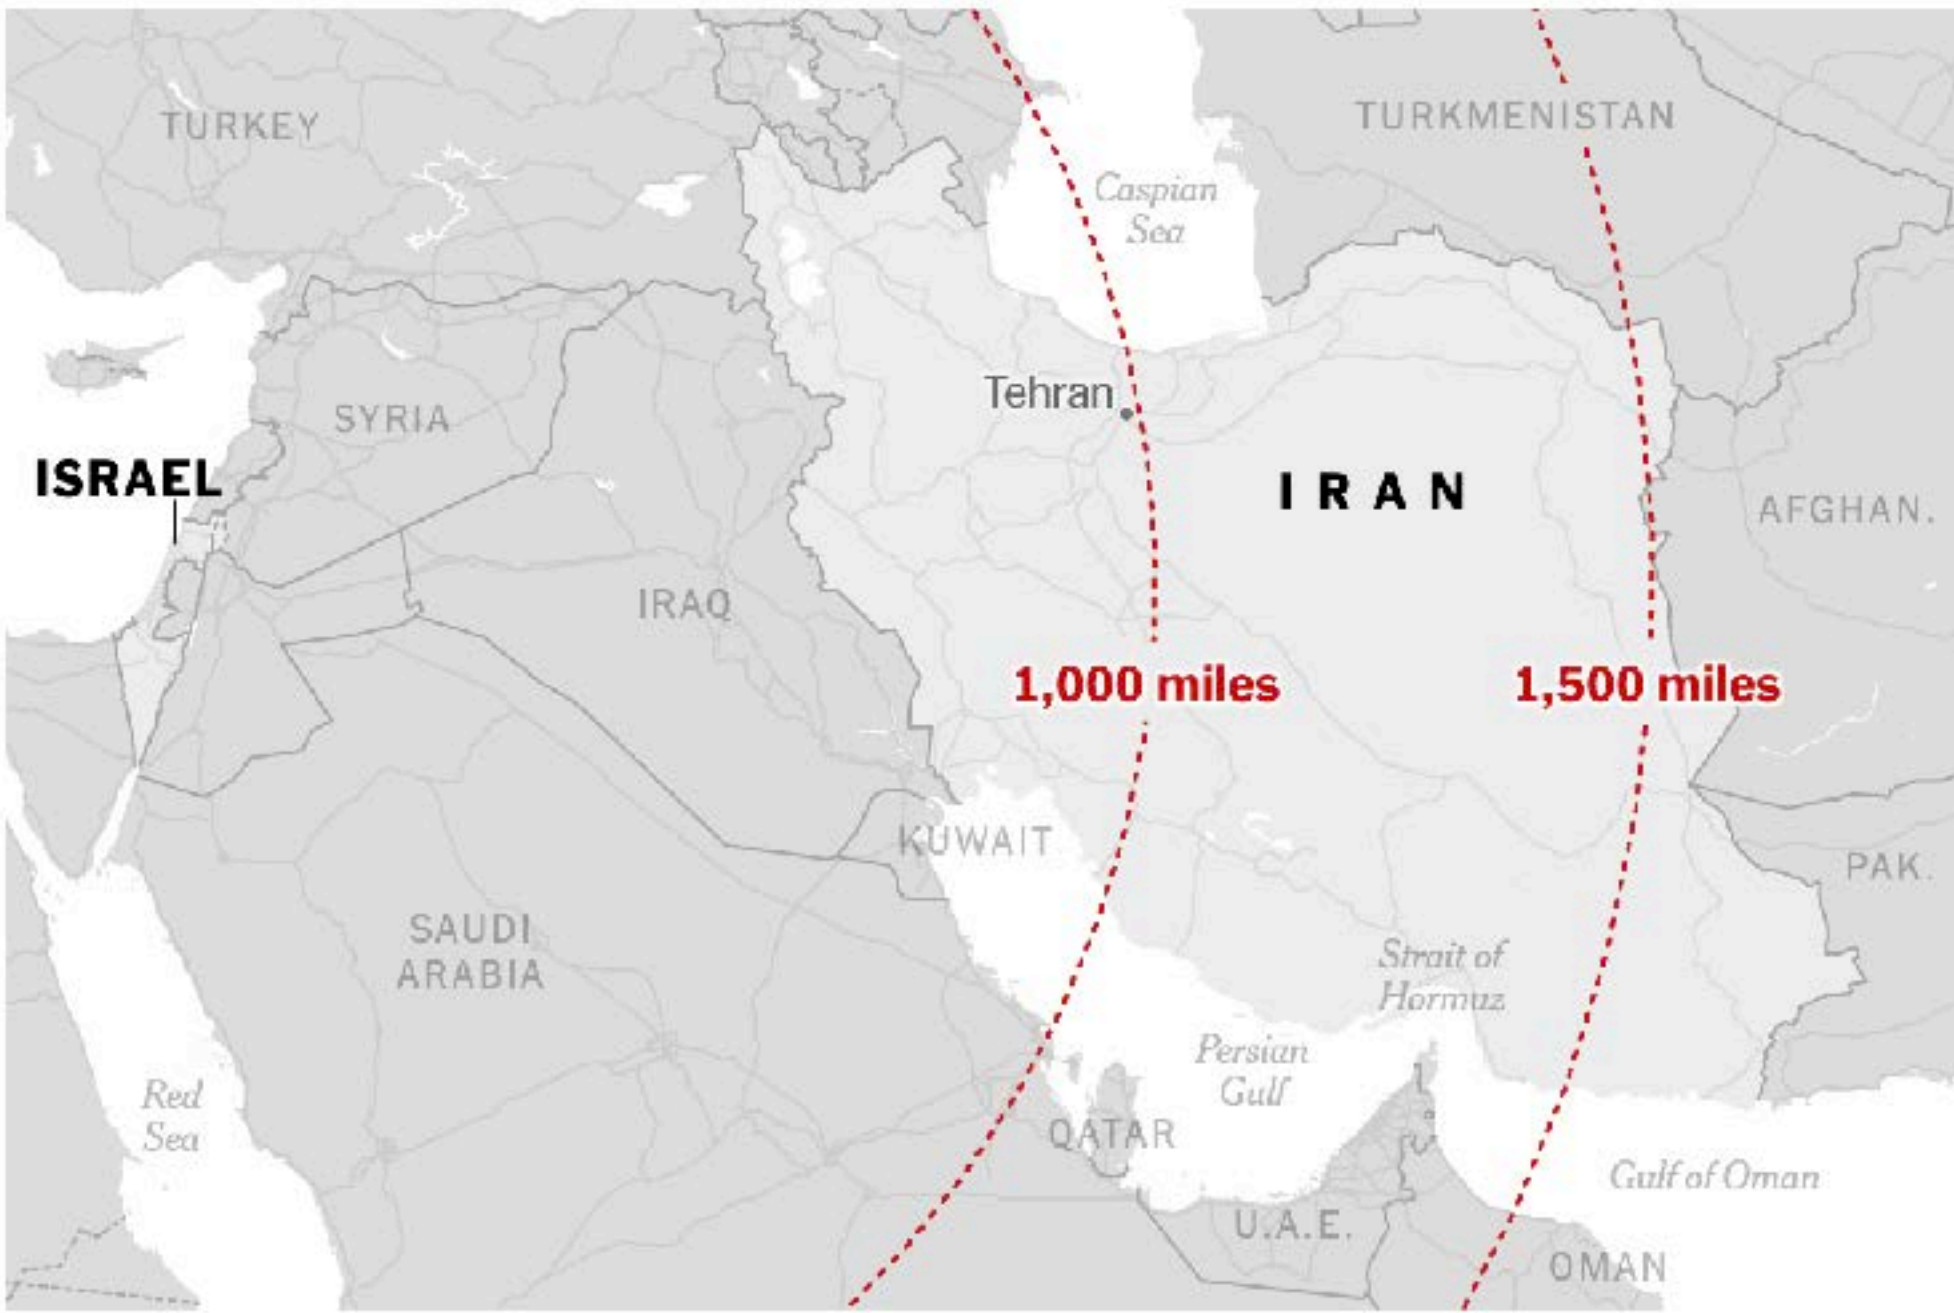 TURKEY
TURKMENISTAN
Caspian
Sea
Tehran
SYRIA
ISRAEL
IRAN
AFGHAN.
IRAQ
1,000 miles
1,500 miles
KUWAIT
PAK.
SAUDI
ARABIA
Strait of
Hormuz
Persian
Gulf
Red
Sea
QATAR
Gulf of Oman
U.A.E.
OMAN